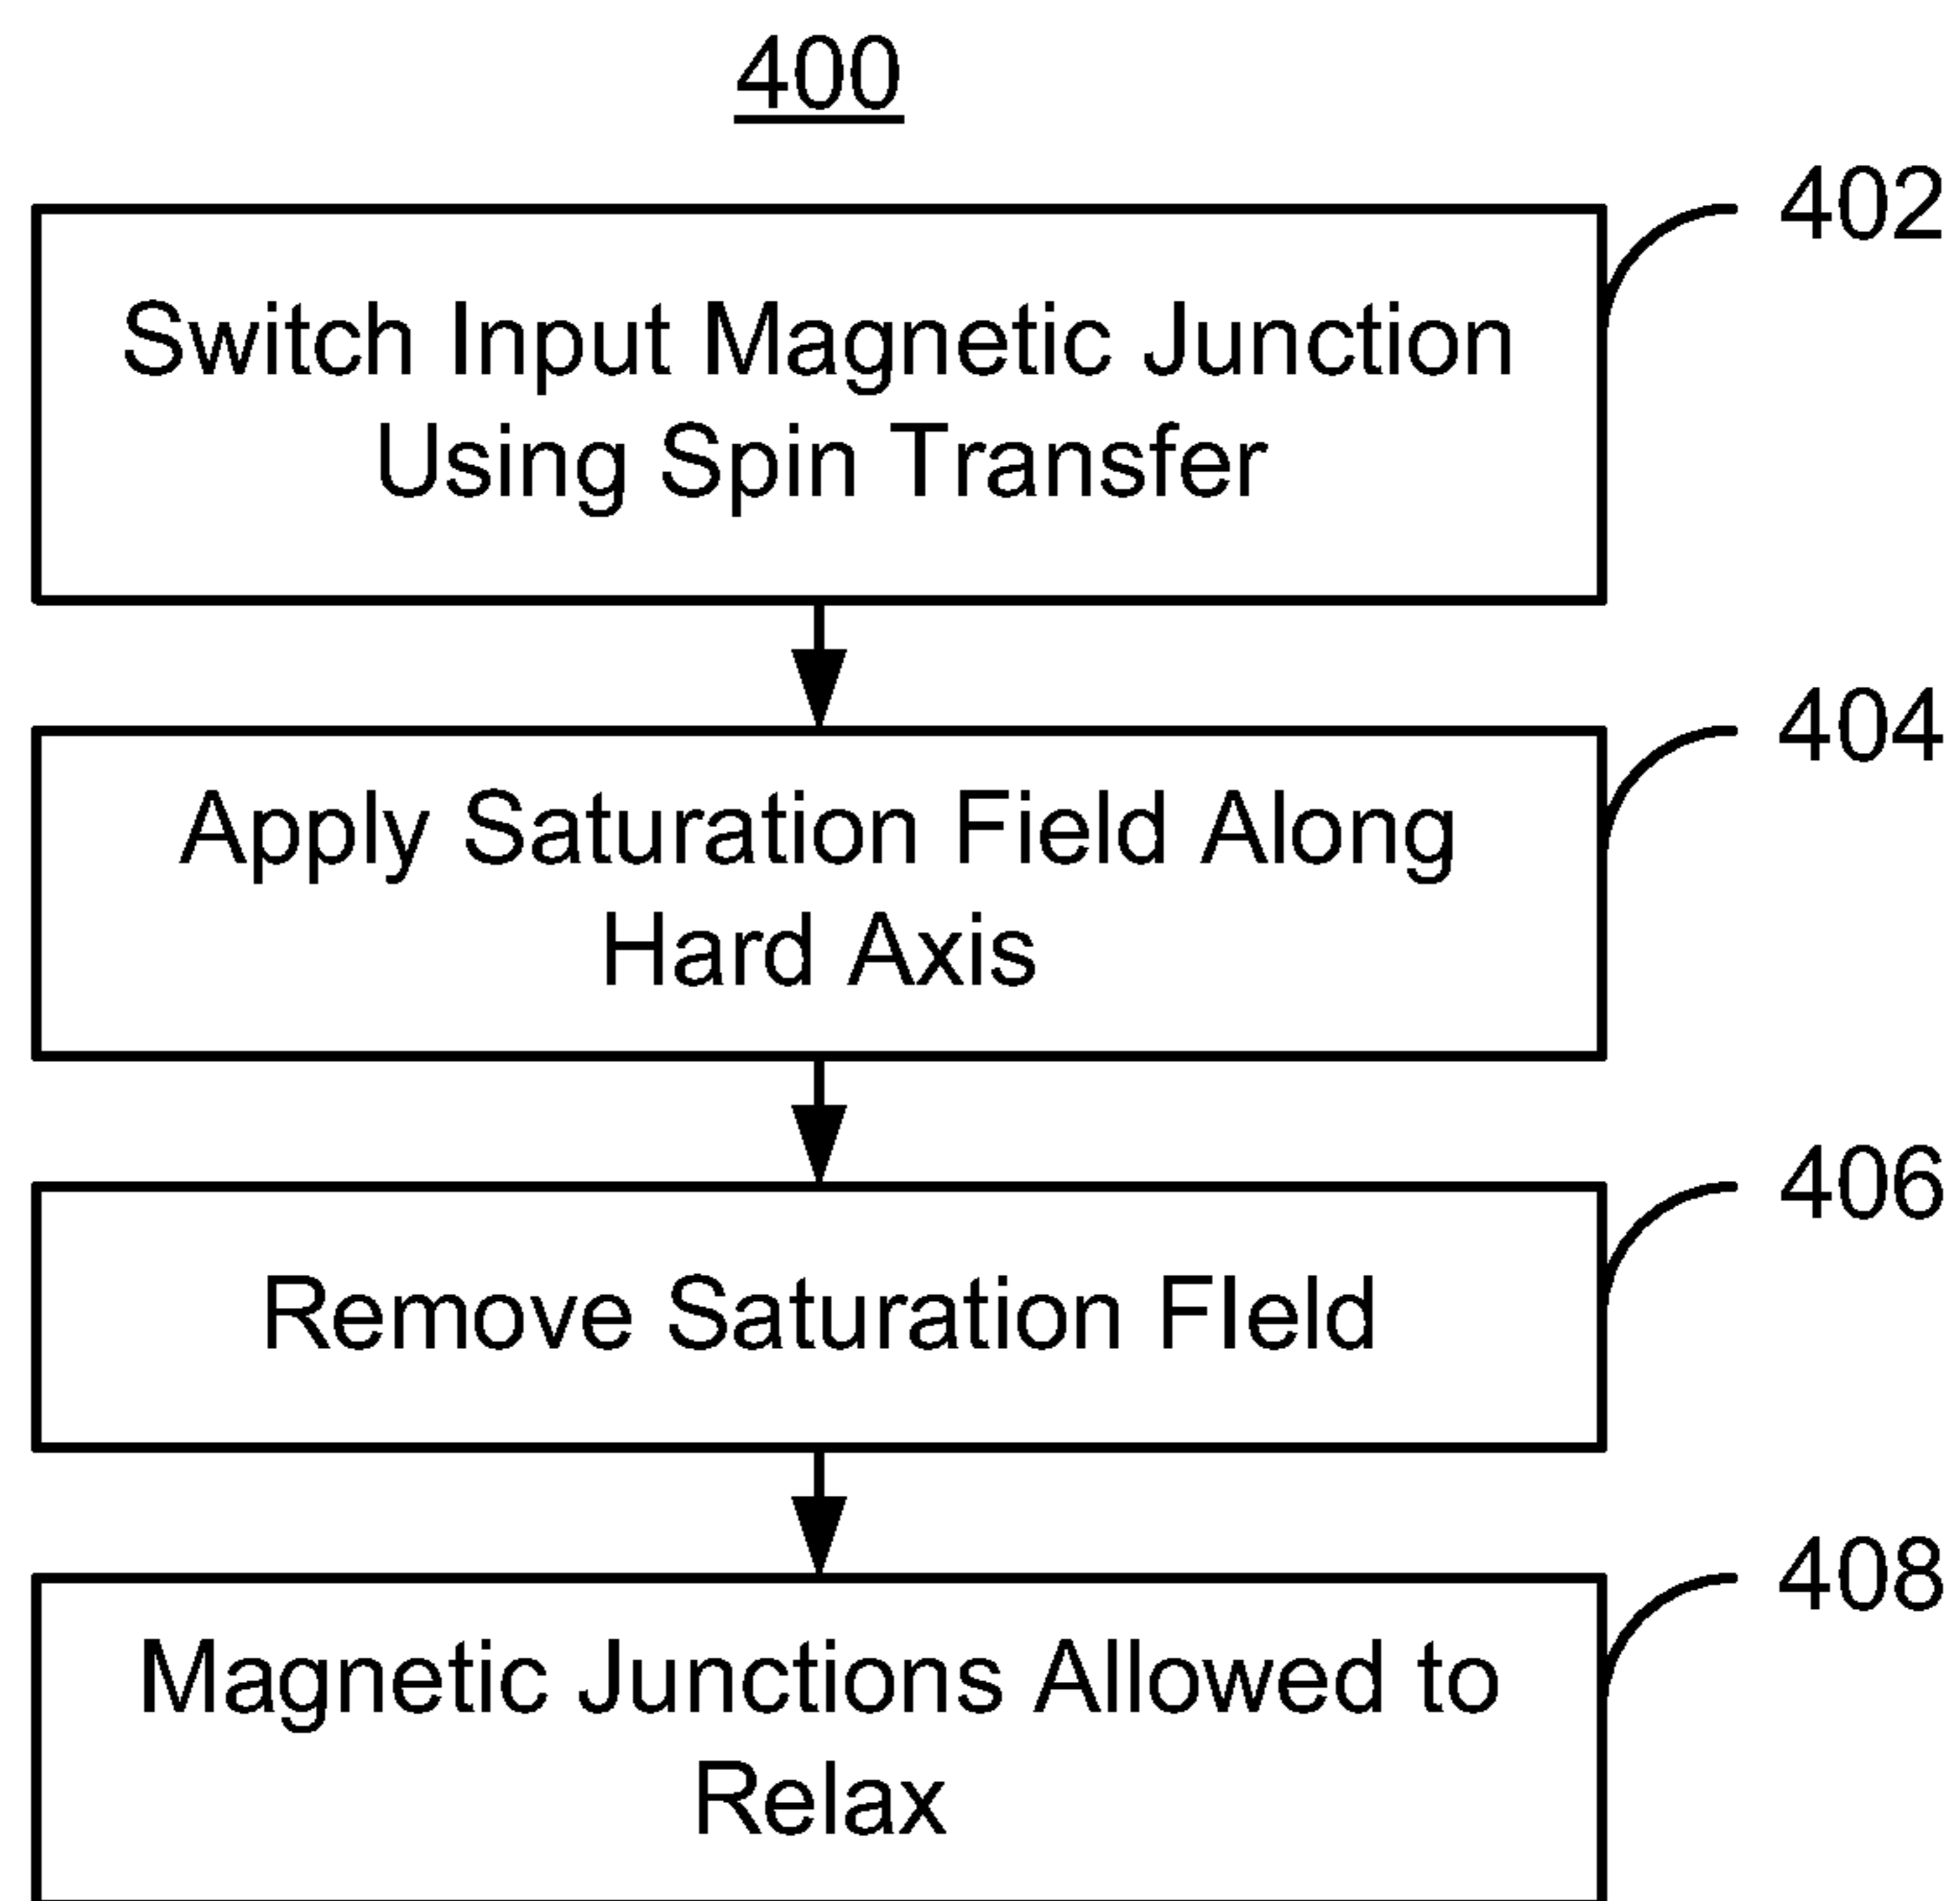 400
402
Switch Input Magnetic Junction
Using Spin Transfer
404
Apply Saturation Field Along
Hard Axis
406
Remove Saturation FIeld
408
Magnetic Junctions Allowed to
Relax